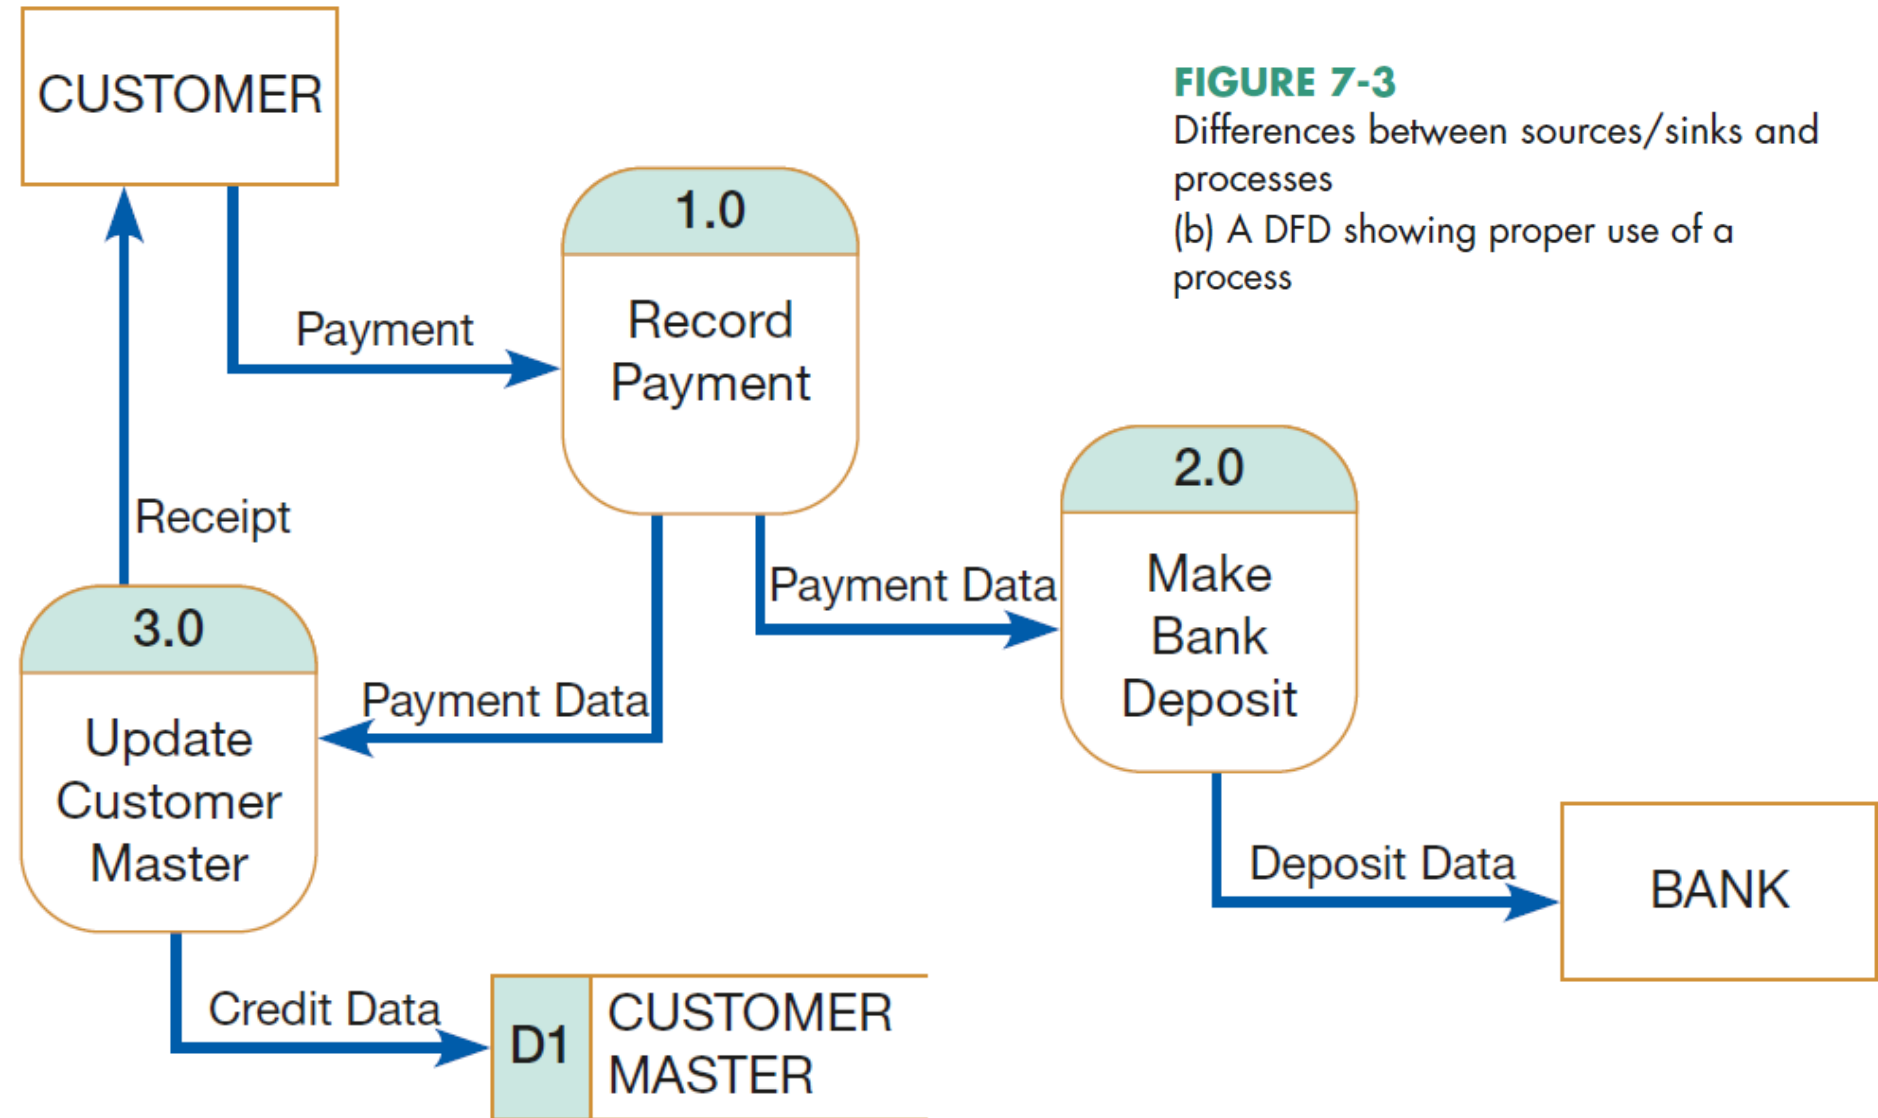 CUSTOMER
FIGURE 7-3
Differences between sources/sinks and
processes
(b) A DFD showing proper use of a
process
1.0
Record
Payment
Payment
2.0
Make
Bank
Deposit
Receipt
Payment Data
3.0
Update
Customer
Master
Payment Data
Deposit Data
BANK
Credit Data
D1
CUSTOMER
MASTER